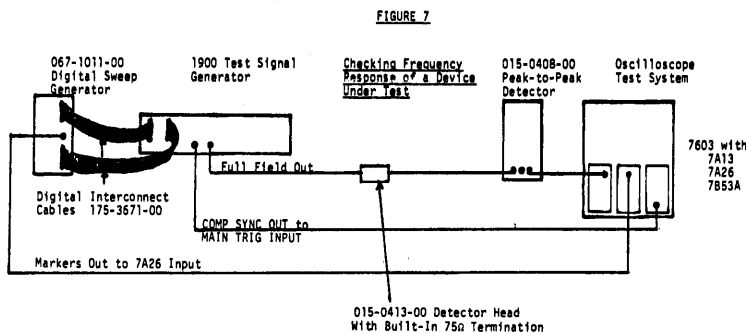 FIGURE 7
067-1011-00
Digital Sweep
Generator
1900 Test Signal
Generator
Checking Frequency
Response of a Device
Under Test
015-0408-00
Peak-to-Peak
Detector
Oscilloscope
Test System
7603 with
7A13
7A26
7B53A
Full Field Out
Digital Interconnect
Cables 175-3671-00
COMP SYNC OUT to
MAIN TRIG INPUT
Markers Out to 7A26 Input
015-0413-00 Detector Head
With Built-In 75Ω Termination